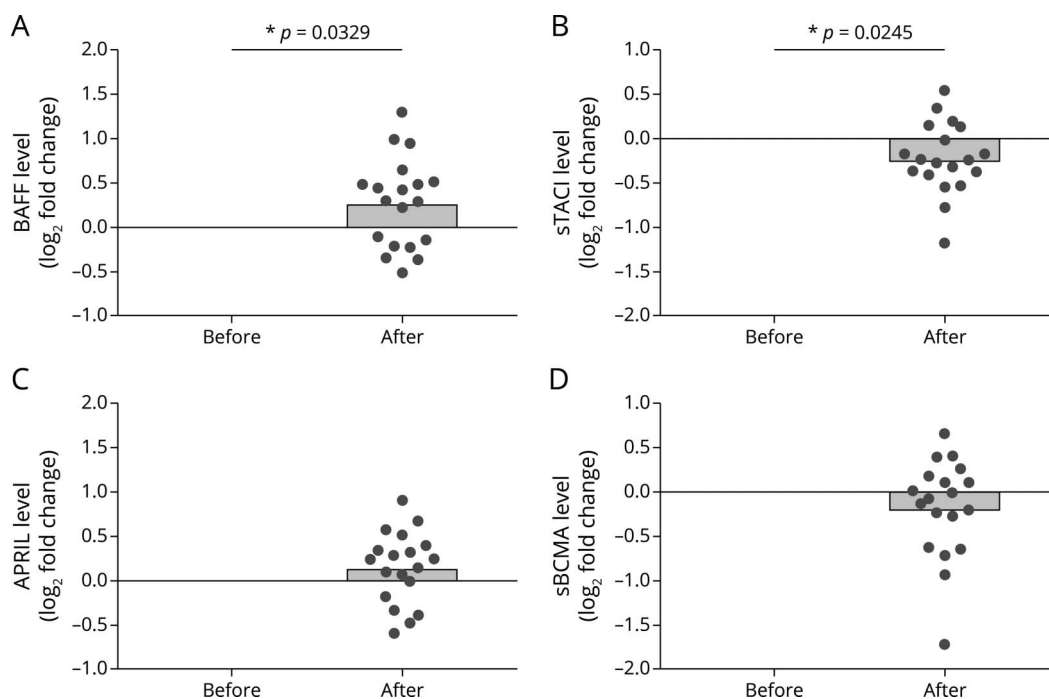 A
* p = 0.0329
BAFF level
(log₂ fold change)
2.0
1.5
1.0
0.5
0.0
–0.5
–1.0
Before After
B
* p = 0.0245
sTACI level
(log₂ fold change)
1.0
0.5
0.0
–0.5
–1.0
–1.5
–2.0
Before After
C
APRIL level
(log₂ fold change)
2.0
1.5
1.0
0.5
0.0
–0.5
–1.0
Before After
D
sBCMA level
(log₂ fold change)
1.0
0.5
0.0
–0.5
–1.0
–1.5
–2.0
Before After